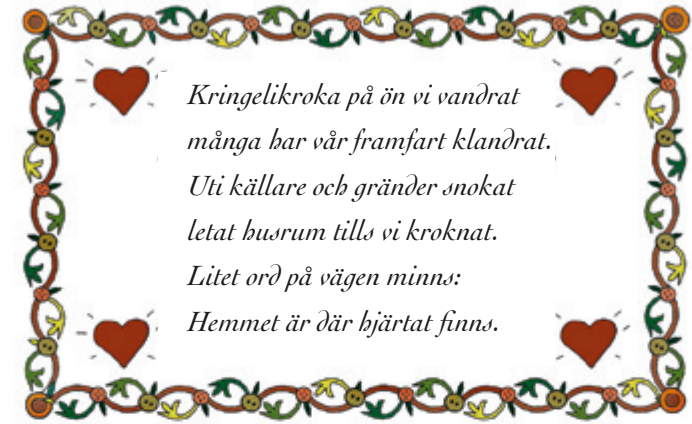 Kringelikroka på ön vi vandrat
många har vår framfart klandrat.
Uti källare och gränder snokat
letat husrum tills vi kroknat.
Litet ord på vägen minns:
Hemmet är där hjärtat finns.